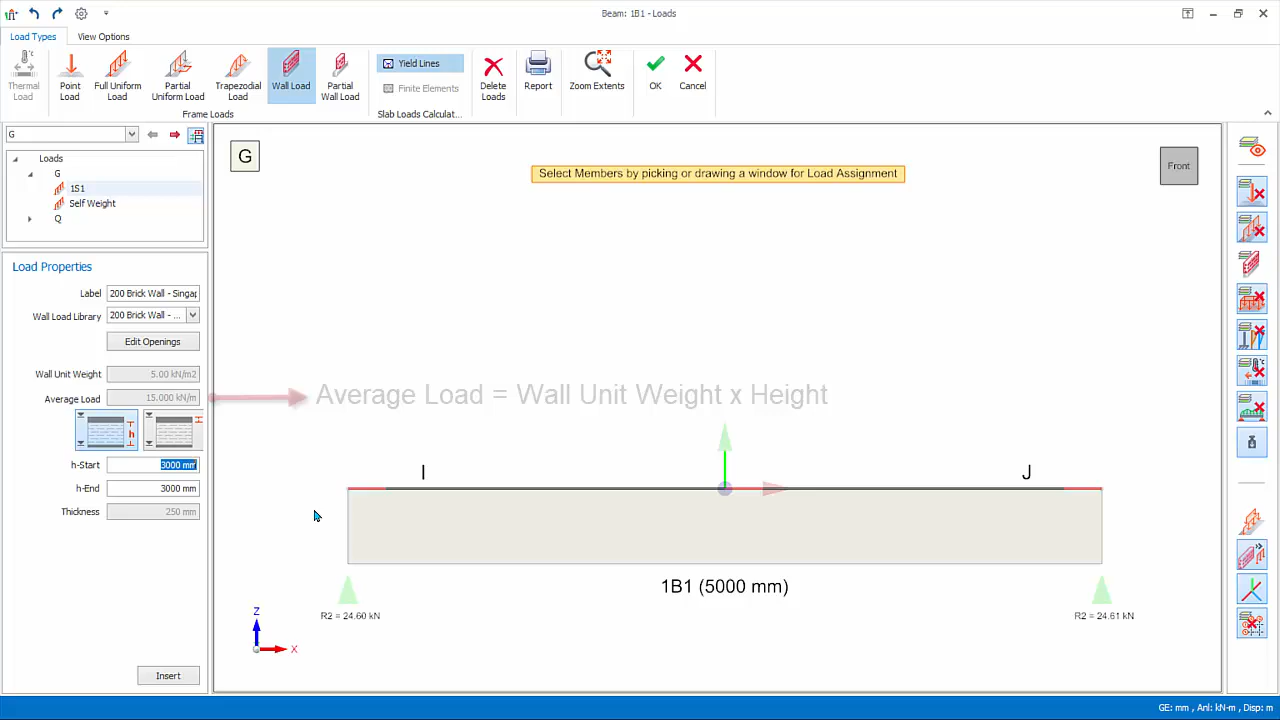 Beam: 1B1 - Loads
Load Types
View Options
Thermal Load
Point Load
Full Uniform Load
Partial Uniform Load
Trapezodial Load
Wall Load
Partial Wall Load
Yield Lines
Finite Elements
Delete Loads
Report
Zoom Extents
OK
Cancel
Frame Loads
Slab Loads Calculat...
G
Loads
G
1S1
Self Weight
Q
Load Properties
Label
200 Brick Wall - Singap
Wall Load Library
200 Brick Wall - ...
Edit Openings
Wall Unit Weight
5.00 kN/m2
Average Load
15.000 kN/m
h
h-Start
3000 mm
h-End
3000 mm
Thickness
250 mm
Insert
G
Select Members by picking or drawing a window for Load Assignment
Front
Average Load = Wall Unit Weight x Height
I
J
1B1 (5000 mm)
R2 = 24.60 kN
R2 = 24.61 kN
Z
X
GE: mm , Anl: kN-m , Disp: m